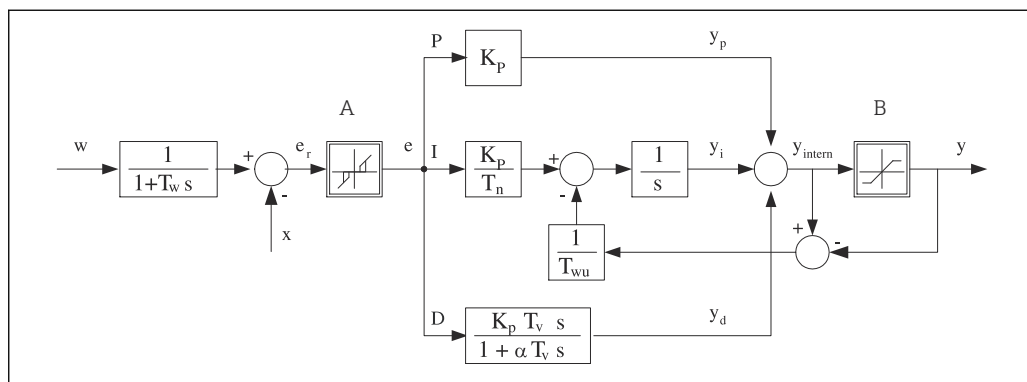 P
y_p
K_P
A
B
w
1
1+T_w s
+
-
e_r
e
I
K_P
T_n
+
-
1
s
y_i
y_intern
y
x
1
T_wu
+
-
D
K_p T_v s
1 + α T_v s
y_d